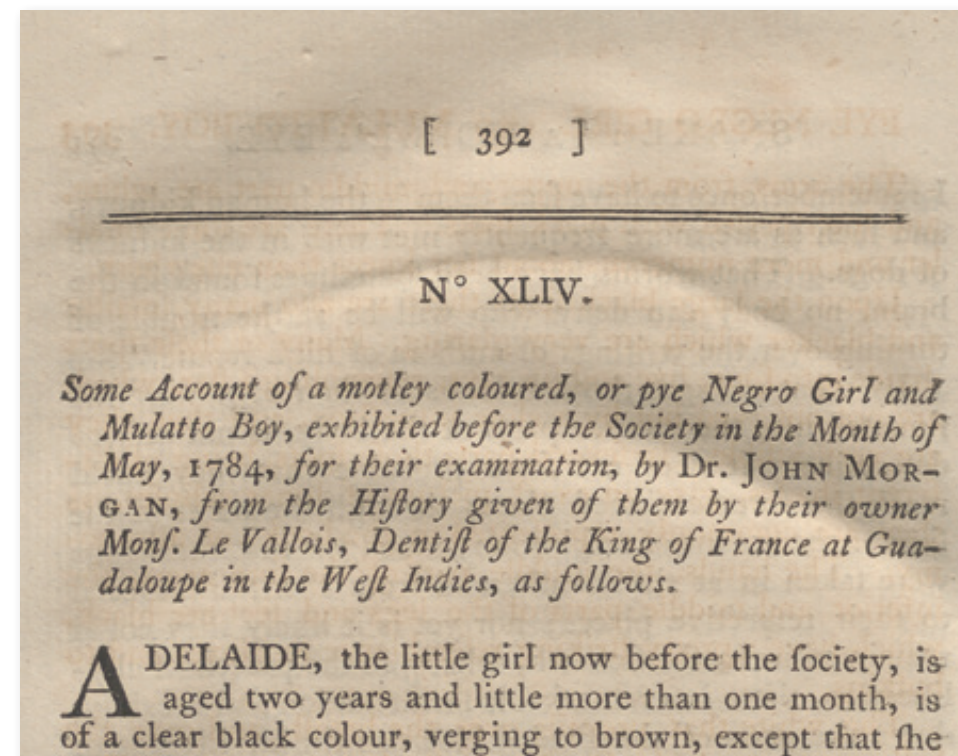 [ 392 ]
N° XLIV.
Some Account of a motley coloured, or pye Negro Girl and
Mulatto Boy, exhibited before the Society in the Month of
May, 1784, for their examination, by Dr. JOHN MOR-
GAN, from the Hiſtory given of them by their owner
Monſ. Le Vallois, Dentiſt of the King of France at Gua-
daloupe in the Weſt Indies, as follows.
ADELAIDE, the little girl now before the ſociety, is
aged two years and little more than one month, is
of a clear black colour, verging to brown, except that ſhe